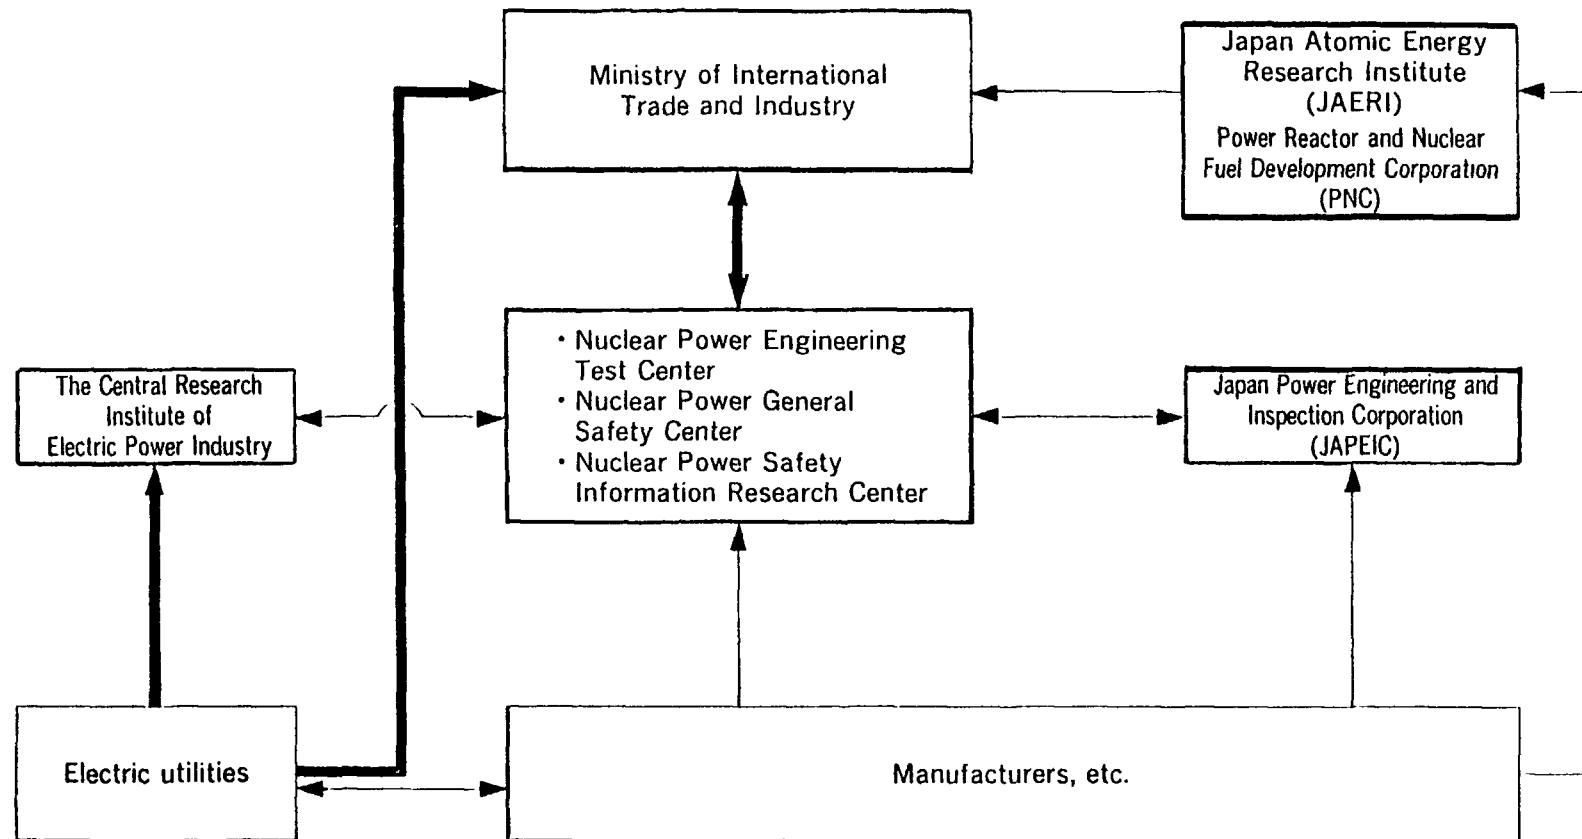 Ministry of International
Trade and Industry
Japan Atomic Energy
Research Institute
(JAERI)
Power Reactor and Nuclear
Fuel Development Corporation
(PNC)
The Central Research
Institute of
Electric Power Industry
・Nuclear Power Engineering
Test Center
・Nuclear Power General
Safety Center
・Nuclear Power Safety
Information Research Center
Japan Power Engineering and
Inspection Corporation
(JAPEIC)
Electric utilities
Manufacturers, etc.